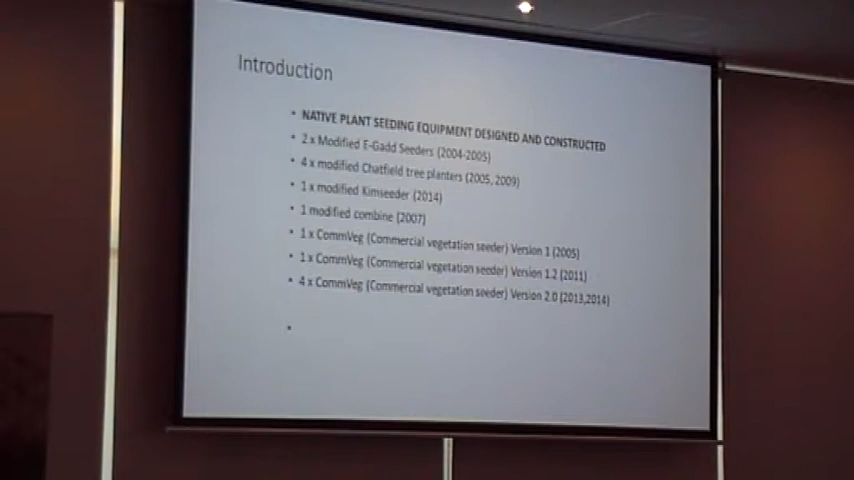 Introduction
• NATIVE PLANT SEEDING EQUIPMENT DESIGNED AND CONSTRUCTED
• 2 x Modified E-Gadd Seeders (2004-2005)
• 4 x modified Chatfield tree planters (2005, 2009)
• 1 x modified Kimseeder (2014)
• 1 modified combine (2007)
• 1 x CommVeg (Commercial vegetation seeder) Version 1 (2005)
• 1 x CommVeg (Commercial vegetation seeder) Version 1.2 (2011)
• 4 x CommVeg (Commercial vegetation seeder) Version 2.0 (2013,2014)
•